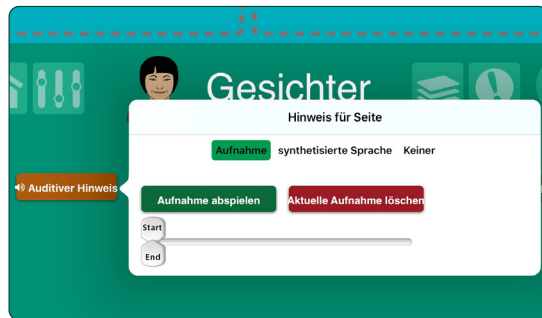 Gesichter
Hinweis für Seite
Aufnahme synthetisierte Sprache Keiner
Auditiver Hinweis
Aufnahme abspielen Aktuelle Aufnahme löschen
Start
End